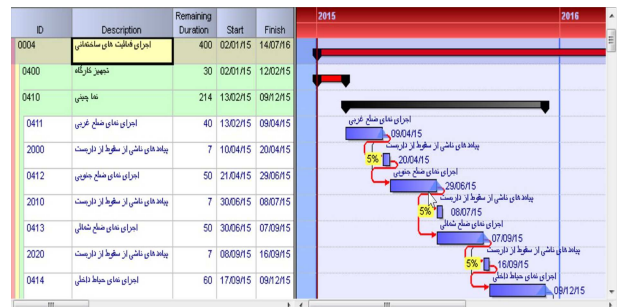 Remaining
ID Description Duration Start Finish 2015 2016
0004 اجرای فعالیت های ساختمانی 400 02/01/15 14/07/16
0400 تجهیز کارگاه 30 02/01/15 12/02/15
0410 نما چینی 214 13/02/15 09/12/15
0411 اجرای نمای ضلع غربی 40 13/02/15 09/04/15
2000 پیامدهای ناشی از سقوط از داربست 7 10/04/15 20/04/15
0412 اجرای نمای ضلع جنوبی 50 21/04/15 29/06/15
2010 پیامدهای ناشی از سقوط از داربست 7 30/06/15 08/07/15
0413 اجرای نمای ضلع شمالی 50 30/06/15 07/09/15
2020 پیامدهای ناشی از سقوط از داربست 7 08/09/15 16/09/15
0414 اجرای نمای حیاط داخلی 60 17/09/15 09/12/15
اجرای نمای ضلع غربی
09/04/15
پیامدهای ناشی از سقوط از داربست
5% 20/04/15
اجرای نمای ضلع جنوبی
29/06/15
پیامدهای ناشی از سقوط از داربست
5% 08/07/15
اجرای نمای ضلع شمالی
07/09/15
پیامدهای ناشی از سقوط از داربست
5% 16/09/15
اجرای نمای حیاط داخلی
09/12/15